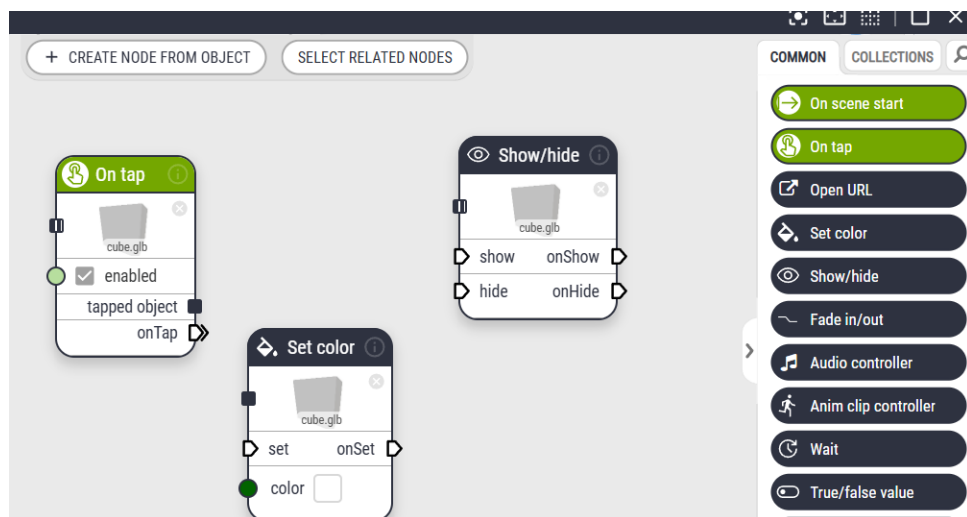 + CREATE NODE FROM OBJECT
SELECT RELATED NODES
COMMON
COLLECTIONS
On tap
cube.glb
enabled
tapped object
onTap
Set color
cube.glb
set onSet
color
Show/hide
cube.glb
show onShow
hide onHide
On scene start
On tap
Open URL
Set color
Show/hide
Fade in/out
Audio controller
Anim clip controller
Wait
True/false value